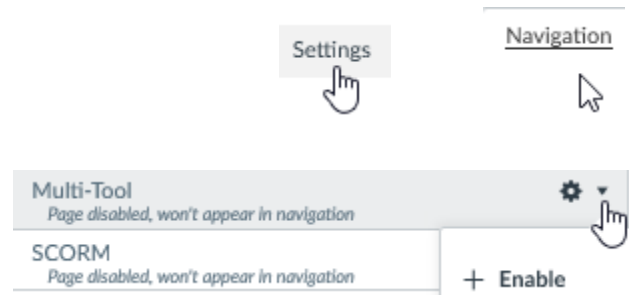 Settings
Navigation
Multi-Tool
Page disabled, won't appear in navigation
SCORM
Page disabled, won't appear in navigation
+ Enable